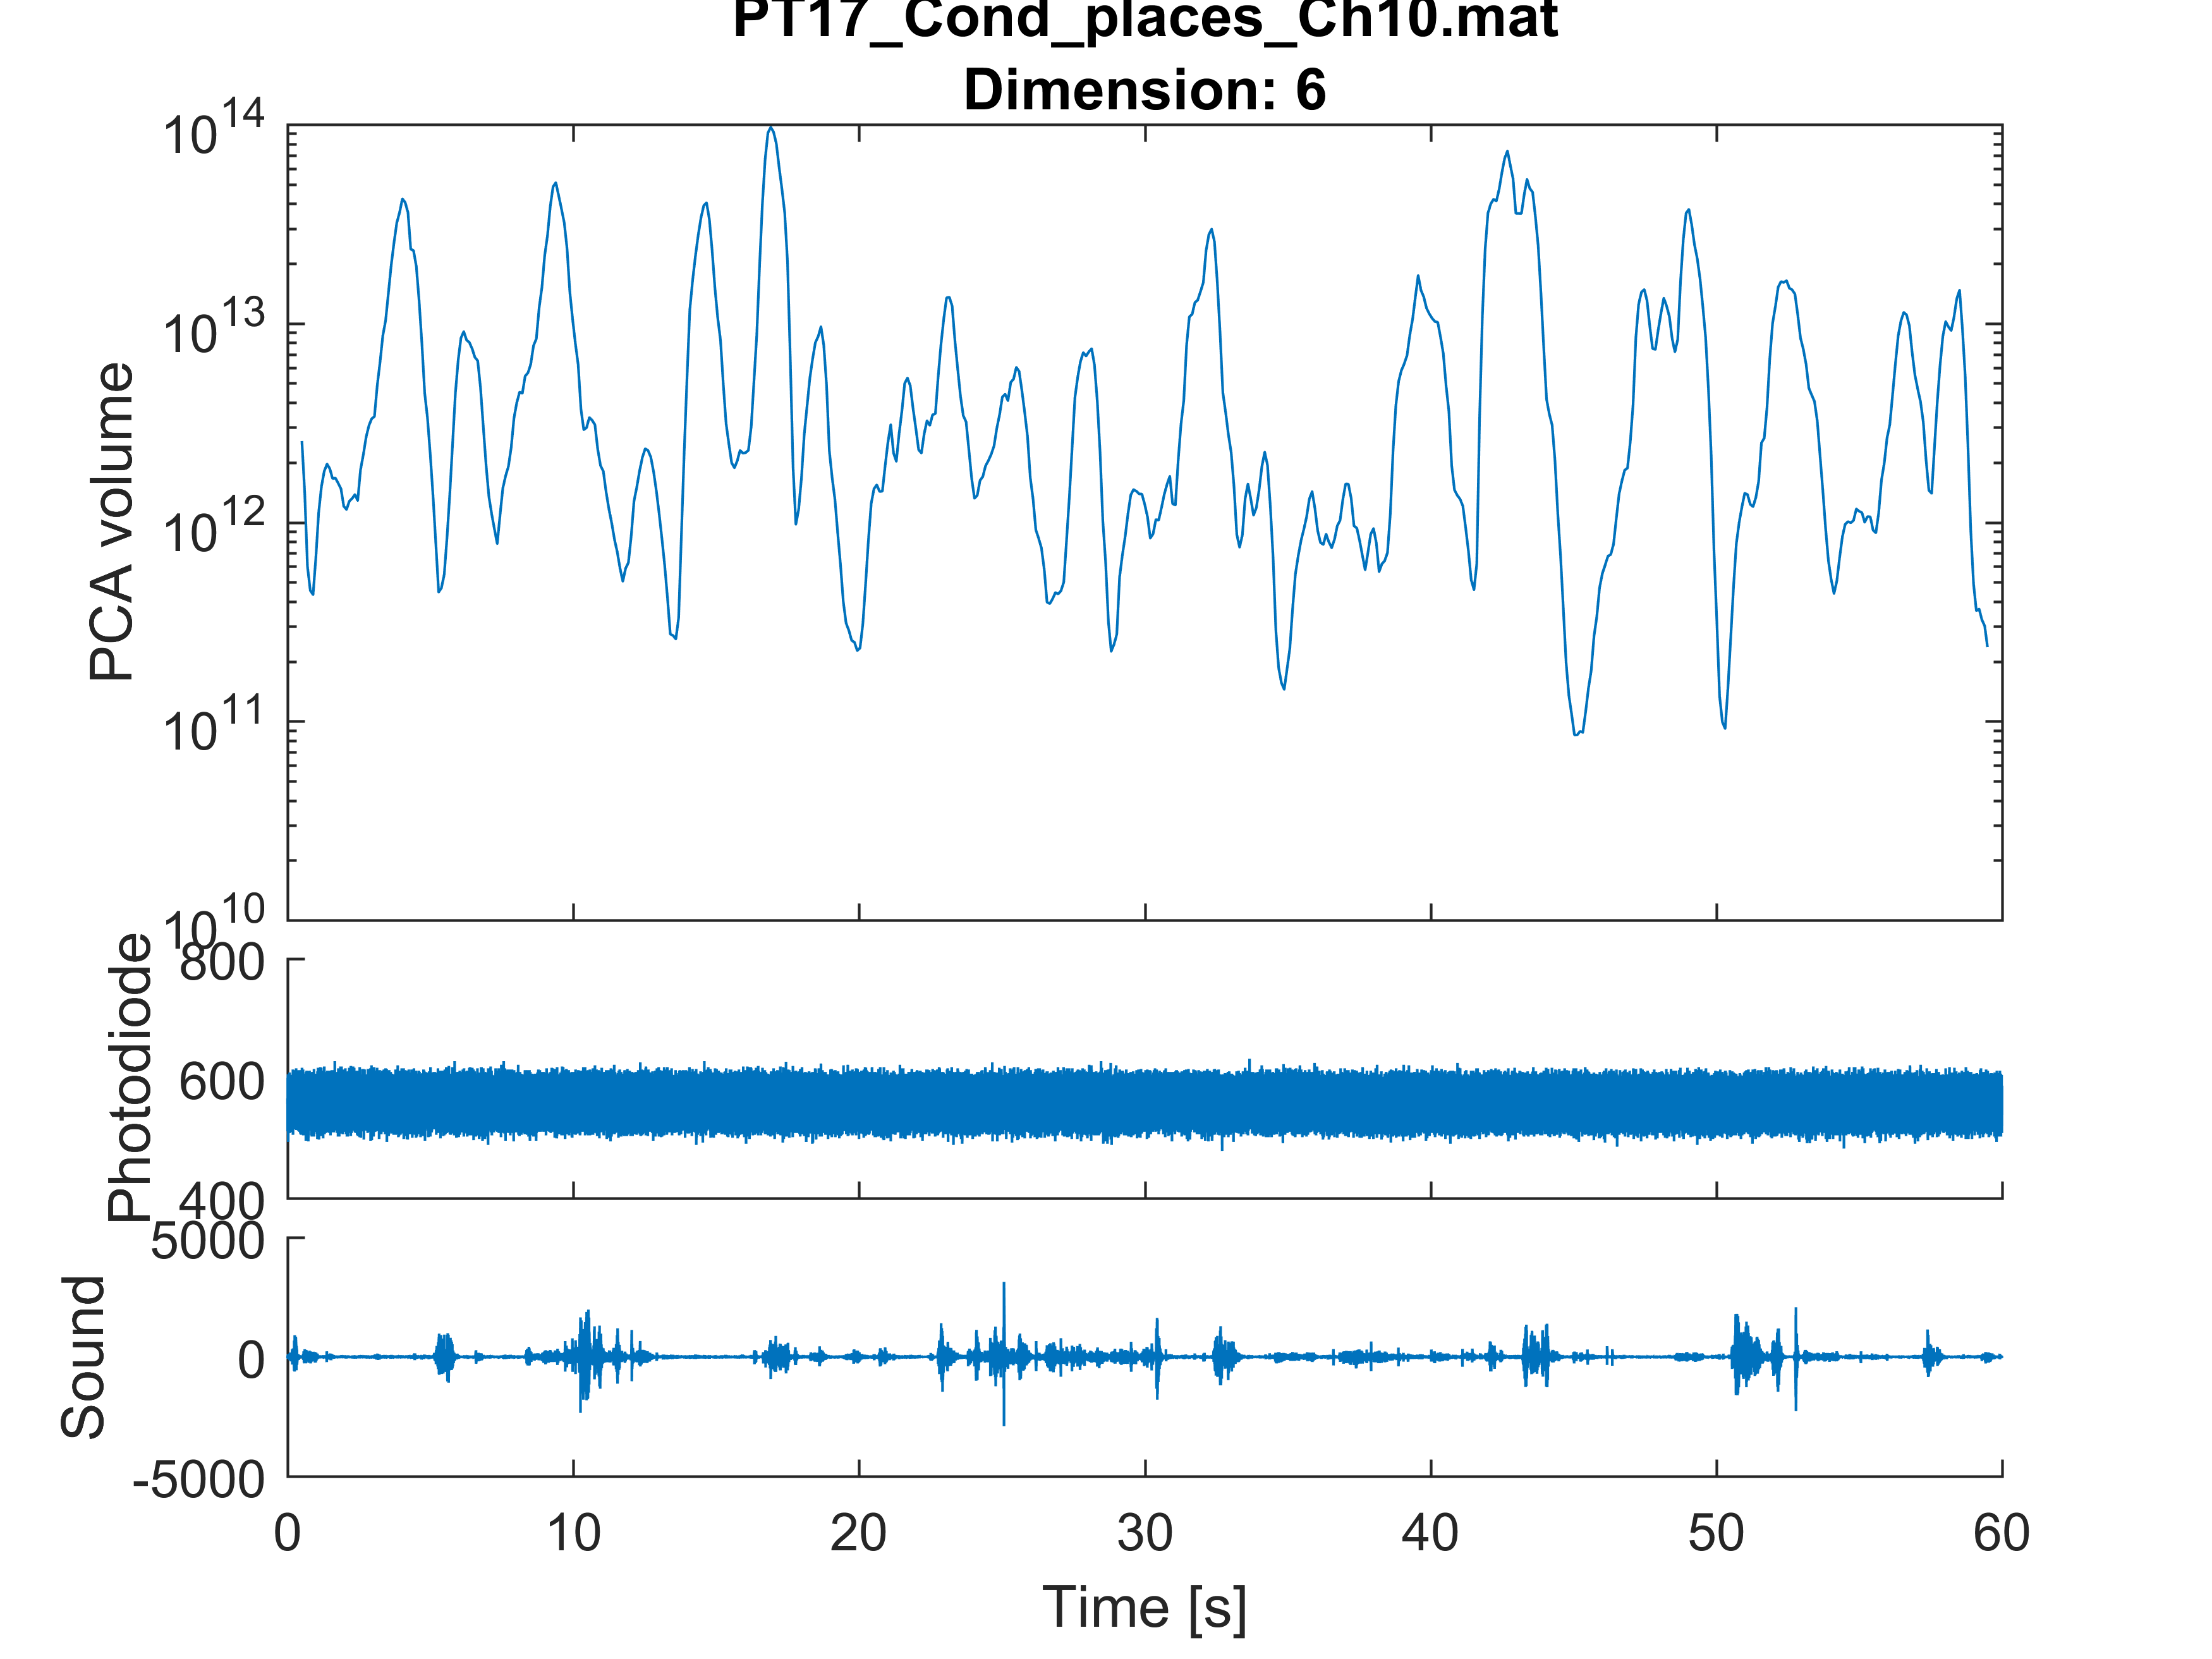 PT17_Cond_places_Ch10.mat
Dimension: 6
10^14
10^13
10^12
10^11
10^10
PCA volume
800
600
400
Photodiode
5000
0
-5000
Sound
0 10 20 30 40 50 60
Time [s]